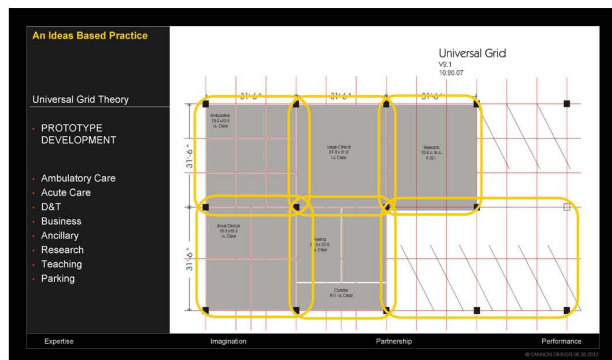 An Ideas Based Practice
Universal Grid Theory
PROTOTYPE
DEVELOPMENT
Ambulatory Care
Acute Care
D&T
Business
Ancillary
Research
Teaching
Parking
Universal Grid
V2.1
10.20.07
31'-6" 31'-6" 31'-6"
31'-6"
31'-6"
Ambulatory
Large Clinical
Research
Small Clinical
Corridor
Expertise Imagination Partnership Performance
© CANNON DESIGN